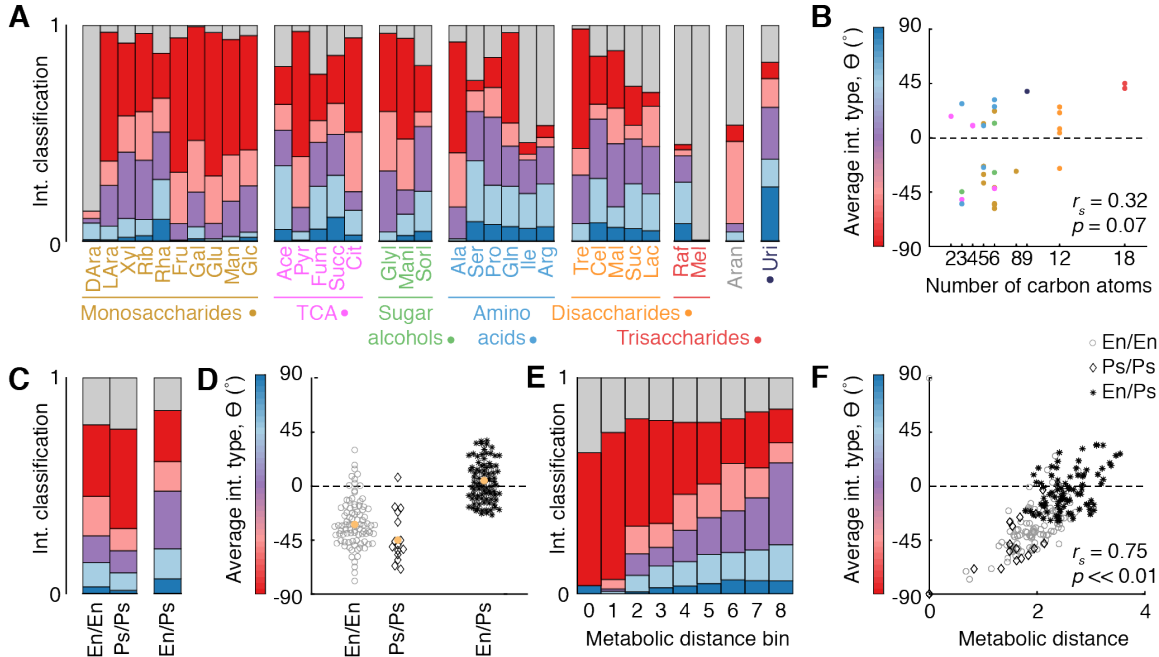 A
Int. classification
1
0
DAra
LAra
Xyl
Rib
Rha
Fru
Gal
Glu
Man
Glc
Ace
Pyr
Fum
Succ
Cit
Glyl
Manl
Sorl
Ala
Ser
Pro
Gln
Ile
Arg
Tre
Cel
Mal
Suc
Lac
Raf
Mel
Aran
Uri
Monosaccharides
TCA
Sugar
alcohols
Amino
acids
Disaccharides
Trisaccharides
B
Average int. type, Θ (°)
90
45
0
-45
-90
r_s = 0.32
p = 0.07
23456 89 12 18
Number of carbon atoms
C
Int. classification
1
0
En/En
Ps/Ps
En/Ps
D
Average int. type, Θ (°)
90
45
0
-45
-90
En/En
Ps/Ps
En/Ps
E
Int. classification
1
0
0 1 2 3 4 5 6 7 8
Metabolic distance bin
F
En/En
Ps/Ps
En/Ps
Average int. type, Θ (°)
90
45
0
-45
-90
r_s = 0.75
p << 0.01
0 2 4
Metabolic distance